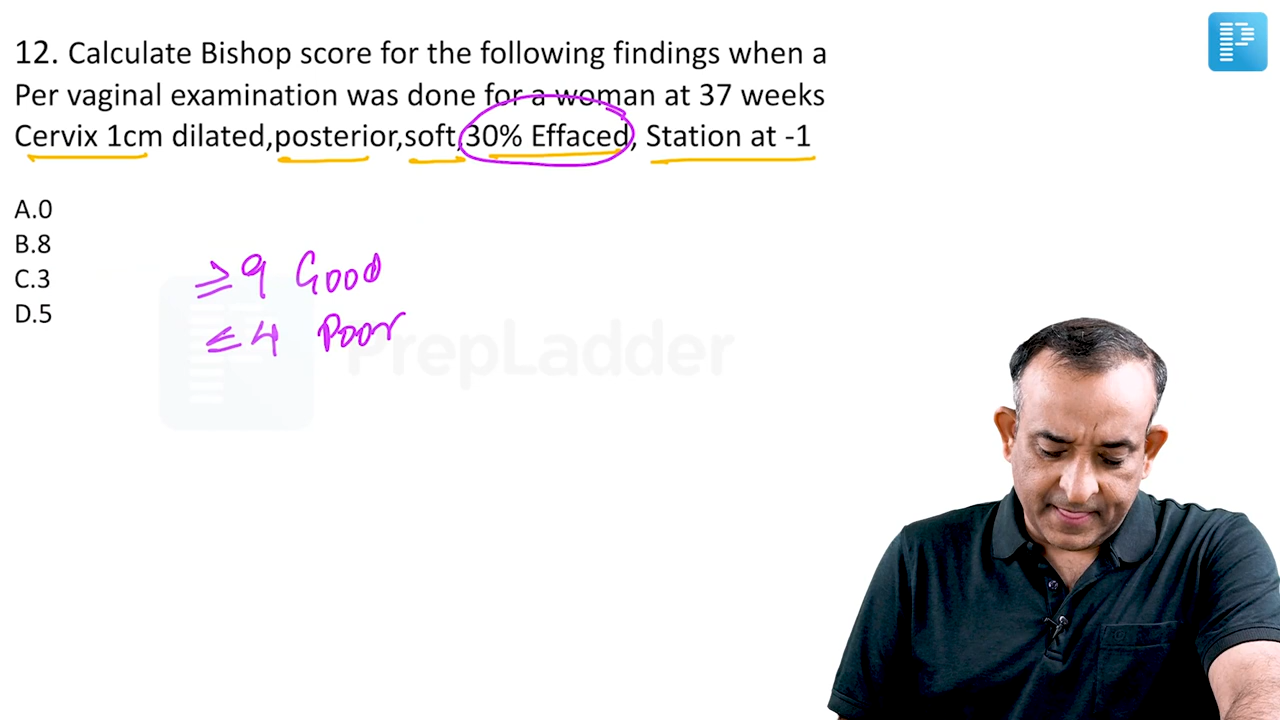 12. Calculate Bishop score for the following findings when a
Per vaginal examination was done for a woman at 37 weeks
Cervix 1cm dilated,posterior,soft,30% Effaced, Station at -1
A.0
B.8
C.3
D.5
≥9 Good
≤4 Poor
PrepLadder